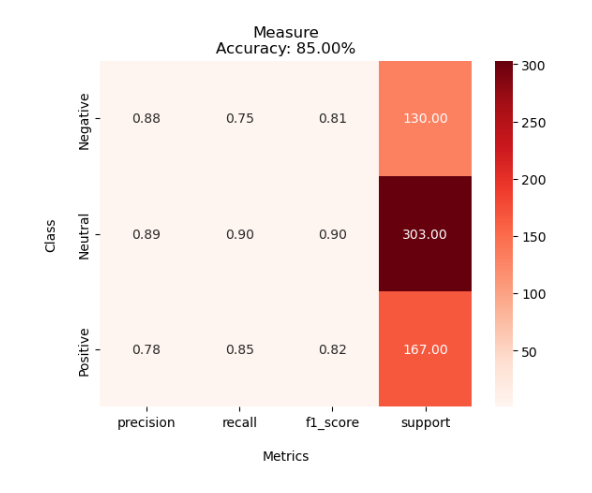 Measure
Accuracy: 85.00%
Class
Negative 0.88 0.75 0.81 130.00
Neutral 0.89 0.90 0.90 303.00
Positive 0.78 0.85 0.82 167.00
precision recall f1_score support
Metrics
300
250
200
150
100
50